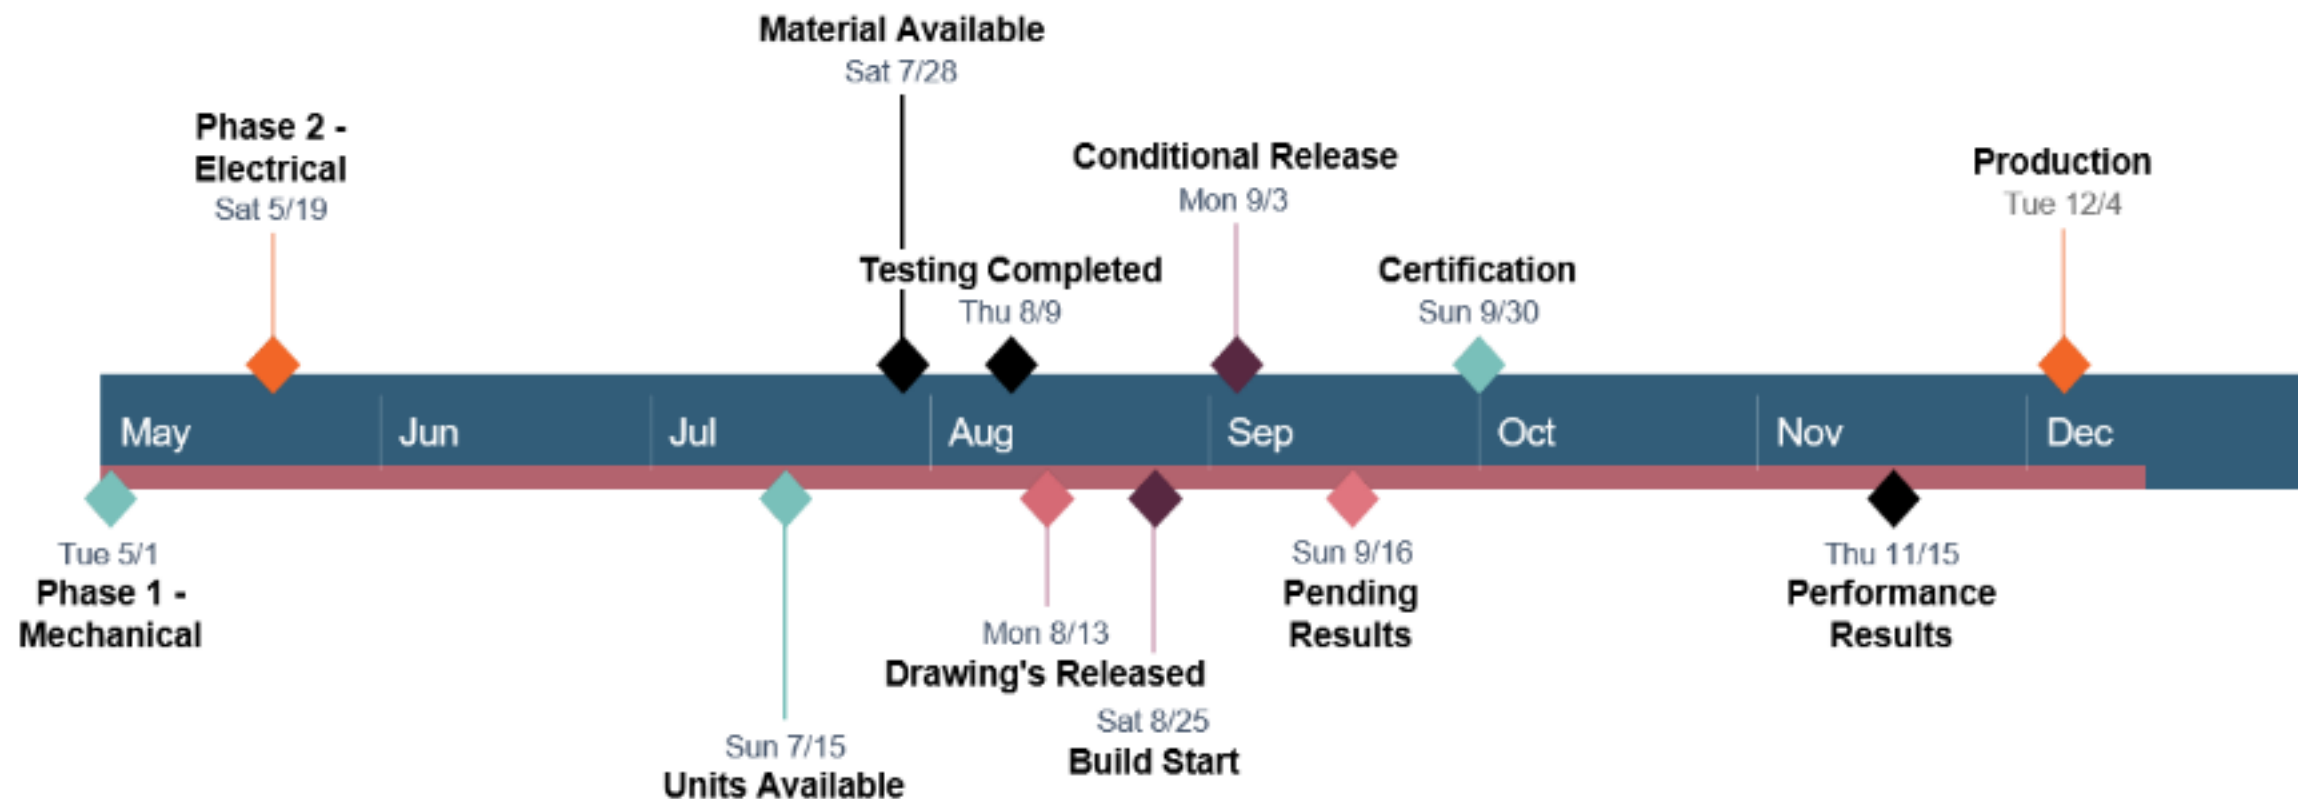 Material Available
Sat 7/28
Phase 2 -
Electrical
Sat 5/19
Conditional Release
Mon 9/3
Production
Tue 12/4
Testing Completed
Thu 8/9
Certification
Sun 9/30
May
Jun
Jul
Aug
Sep
Oct
Nov
Dec
Tue 5/1
Phase 1 -
Mechanical
Sun 9/16
Pending
Results
Thu 11/15
Performance
Results
Mon 8/13
Drawing's Released
Sat 8/25
Build Start
Sun 7/15
Units Available